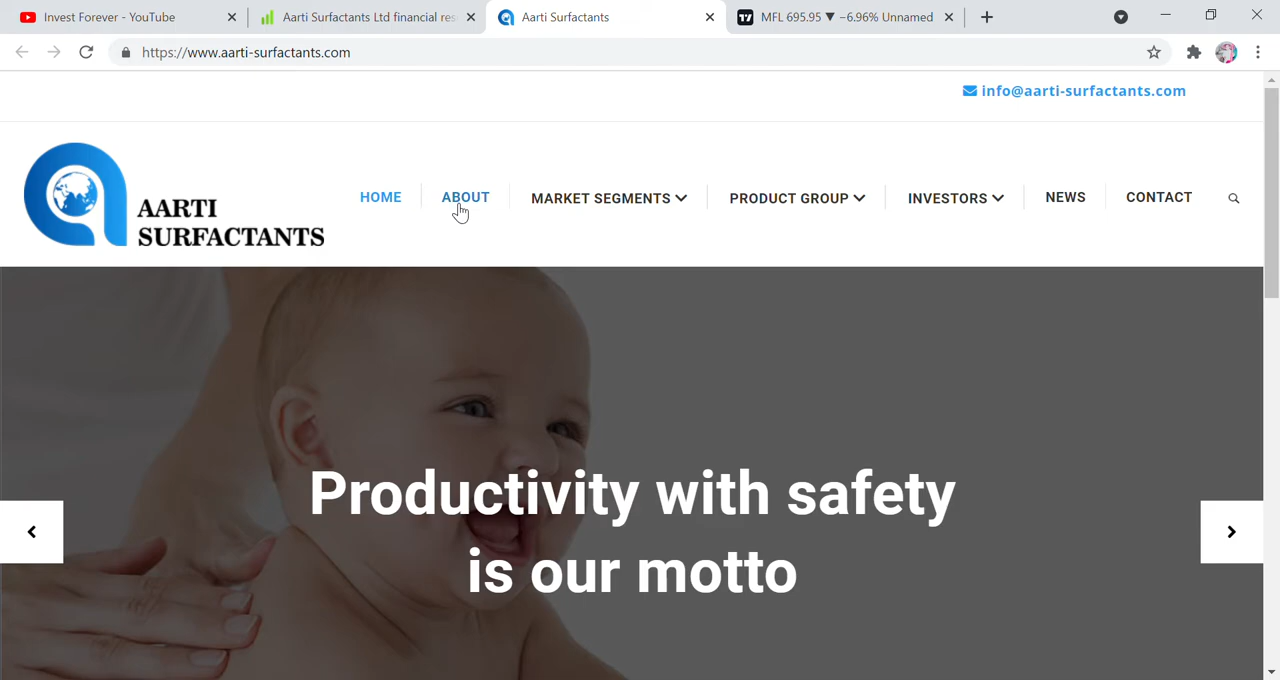 Invest Forever - YouTube
Aarti Surfactants Ltd financial res
Aarti Surfactants
MFL 695.95 ▼ −6.96% Unnamed
https://www.aarti-surfactants.com
info@aarti-surfactants.com
AARTI
SURFACTANTS
HOME
ABOUT
MARKET SEGMENTS
PRODUCT GROUP
INVESTORS
NEWS
CONTACT
Productivity with safety
is our motto